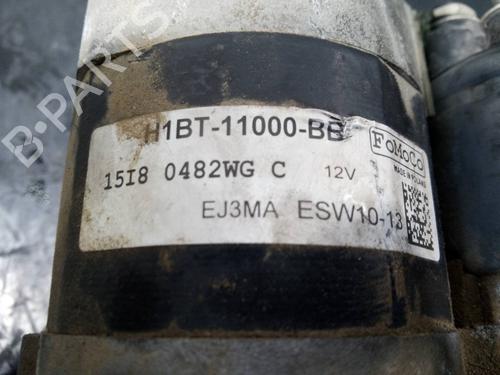 H1BT-11000-BB
FoMoCo
MADE IN POLAND
15I8 0482WG C 12V
EJ3MA ESW10-13
B-PARTS